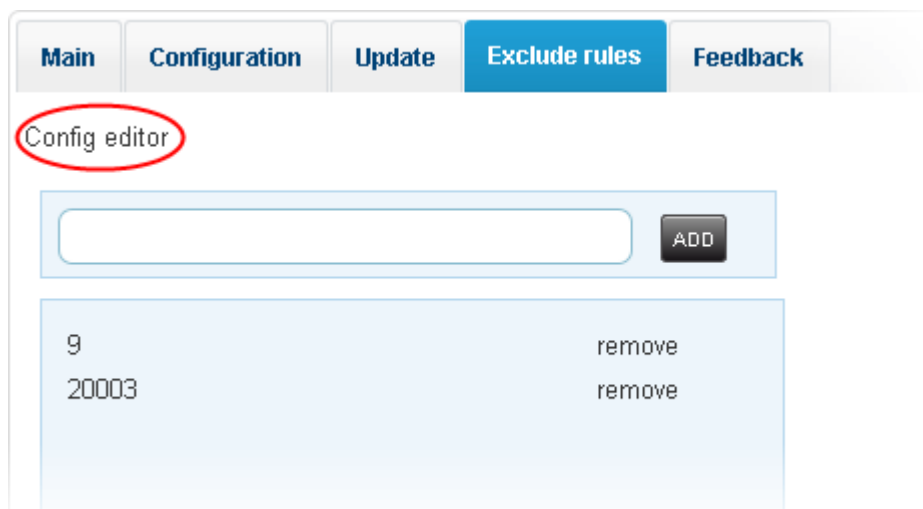 Main Configuration Update Exclude rules Feedback
Config editor
ADD
9 remove
20003 remove